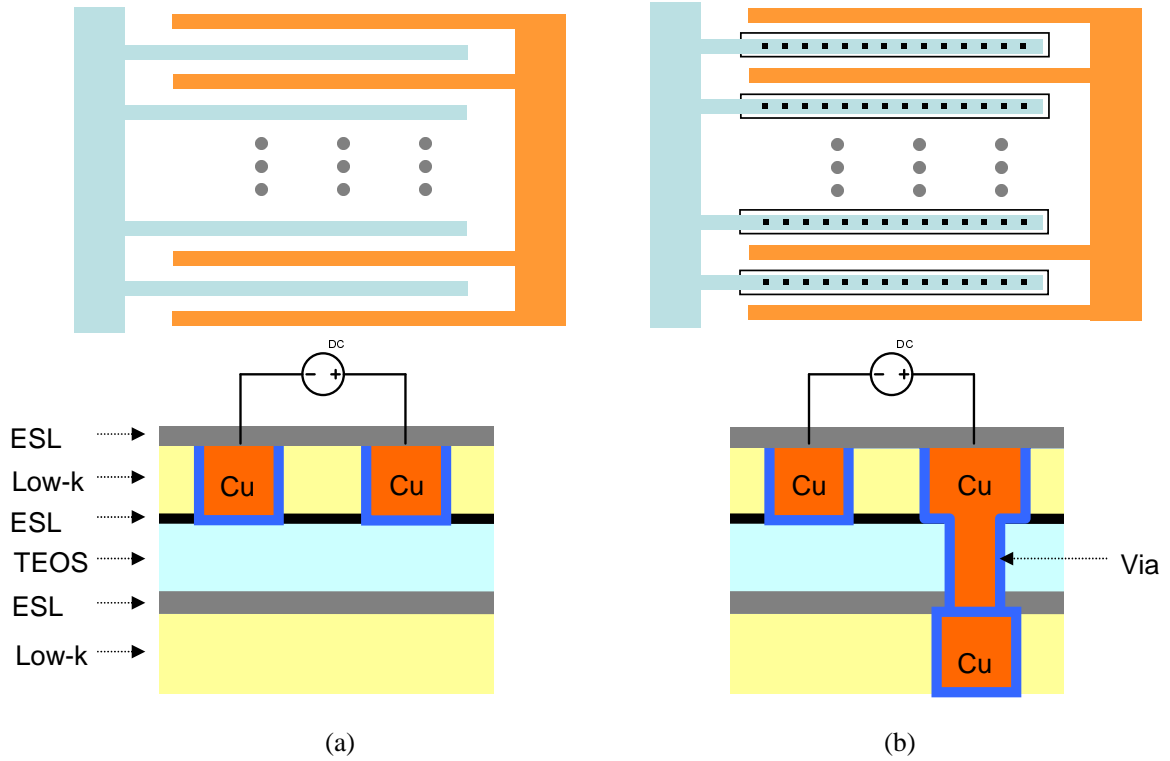 DC
DC
− +
− +
ESL
Low-k
ESL
TEOS
ESL
Low-k
Cu
Cu
Cu
Cu
Via
Cu
(a)
(b)